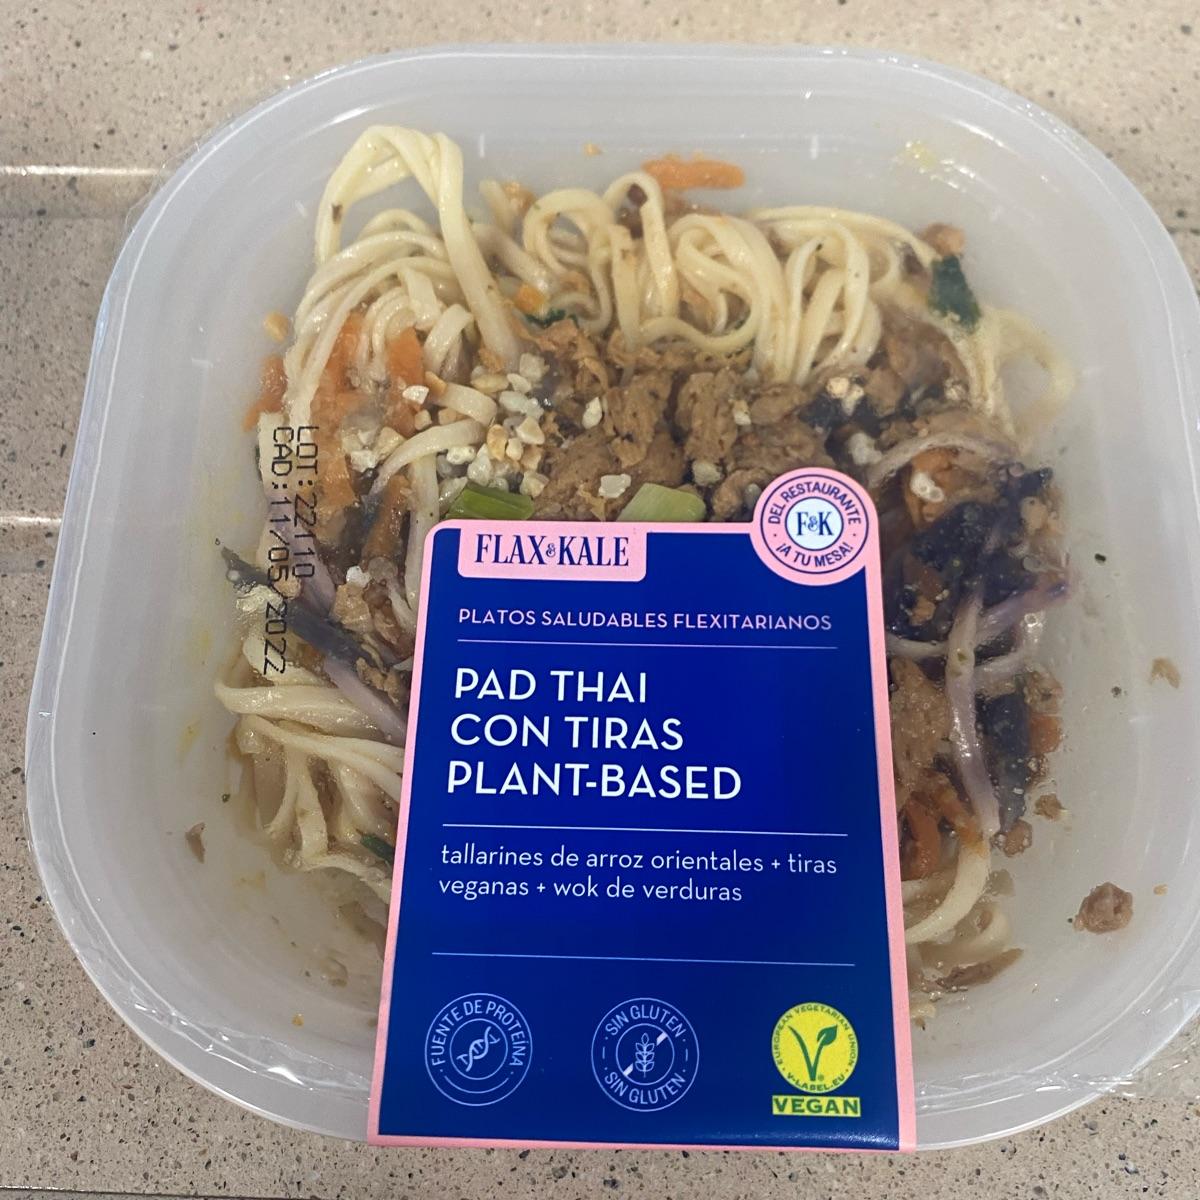 LOT: 22110
CAD: 11/05/2022
FLAX&KALE
DEL RESTAURANTE
F&K
¡A TU MESA!
PLATOS SALUDABLES FLEXITARIANOS
PAD THAI
CON TIRAS
PLANT-BASED
tallarines de arroz orientales + tiras
veganas + wok de verduras
FUENTE DE PROTEÍNA
SIN GLUTEN
SIN GLUTEN
EUROPEAN VEGETARIAN UNION
V-LABEL.EU
VEGAN